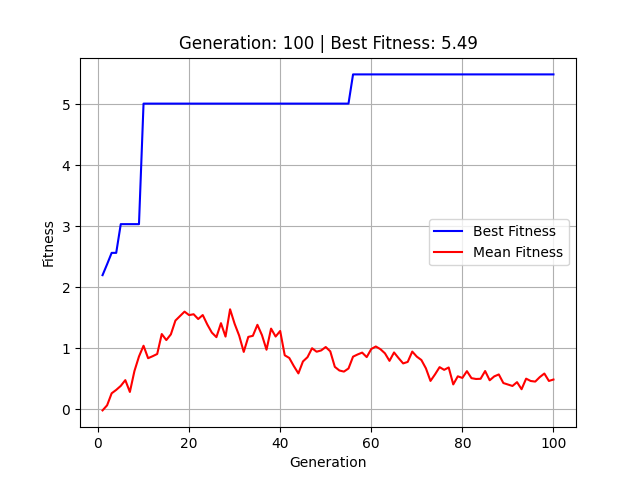 Generation: 100 | Best Fitness: 5.49
Fitness
5
4
3
2
1
0
Best Fitness
Mean Fitness
0 20 40 60 80 100
Generation